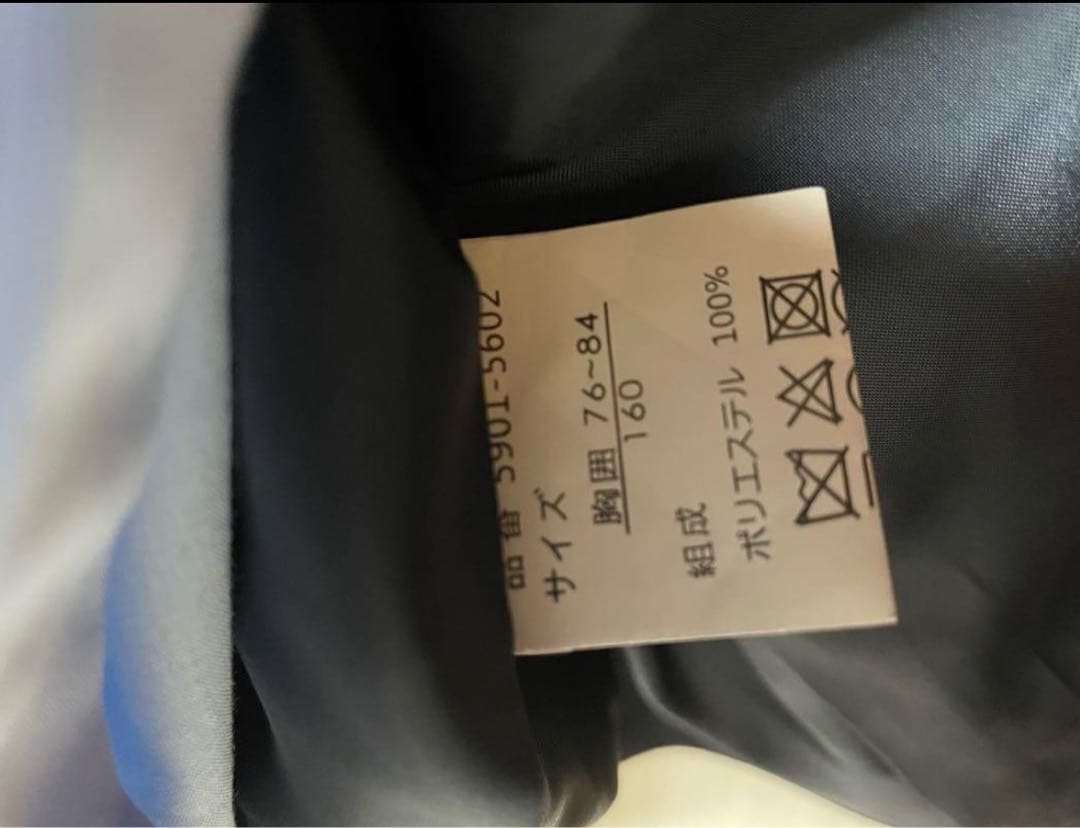 品番 5901-5602
サイズ
胸囲 76~84
160
組成
ポリエステル 100%